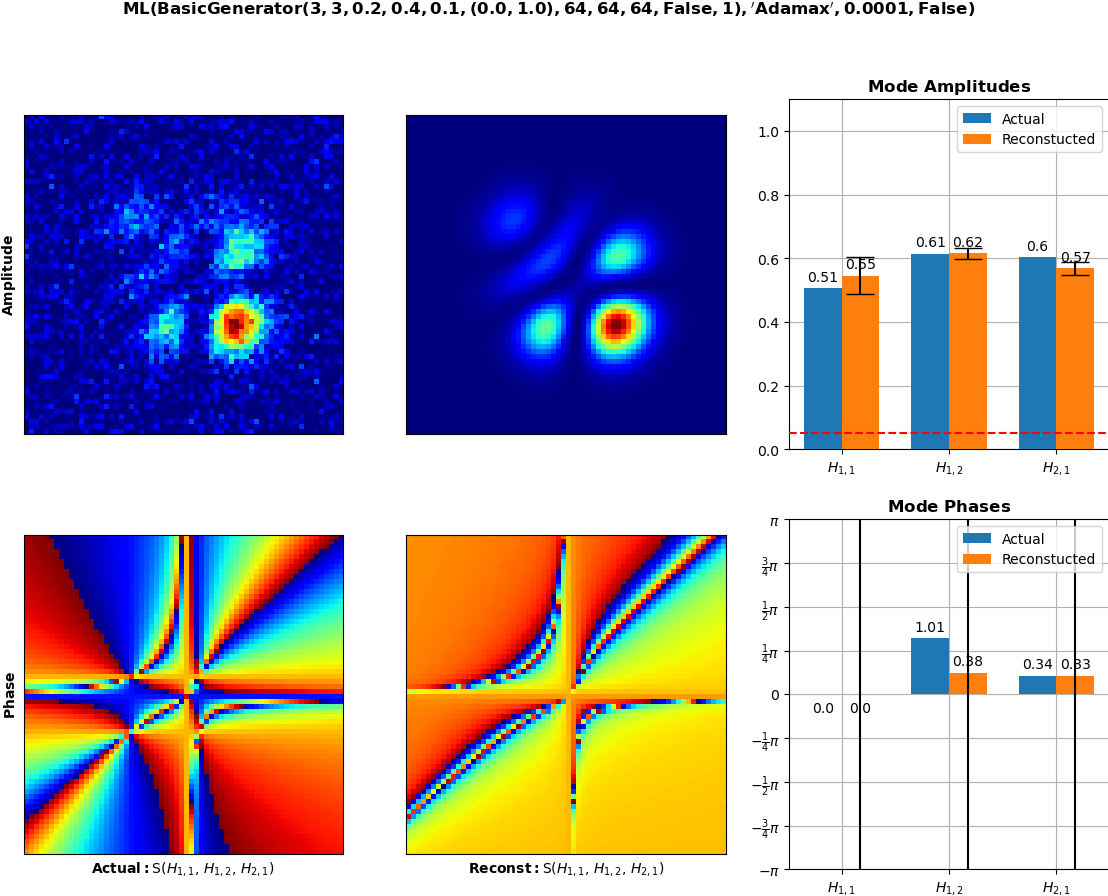 ML(BasicGenerator(3, 3, 0.2, 0.4, 0.1, (0.0, 1.0), 64, 64, 64, False, 1), ′Adamax′, 0.0001, False)
Mode Amplitudes
Amplitude
Actual
Reconstucted
1.0
0.8
0.6
0.4
0.2
0.0
0.51
0.55
0.61
0.62
0.6
0.57
H1,1
H1,2
H2,1
Mode Phases
Phase
Actual
Reconstucted
π
3/4π
1/2π
1/4π
0
−1/4π
−1/2π
−3/4π
−π
0.0
0.0
1.01
0.38
0.34
0.33
H1,1
H1,2
H2,1
Actual: S(H1,1, H1,2, H2,1)
Reconst: S(H1,1, H1,2, H2,1)